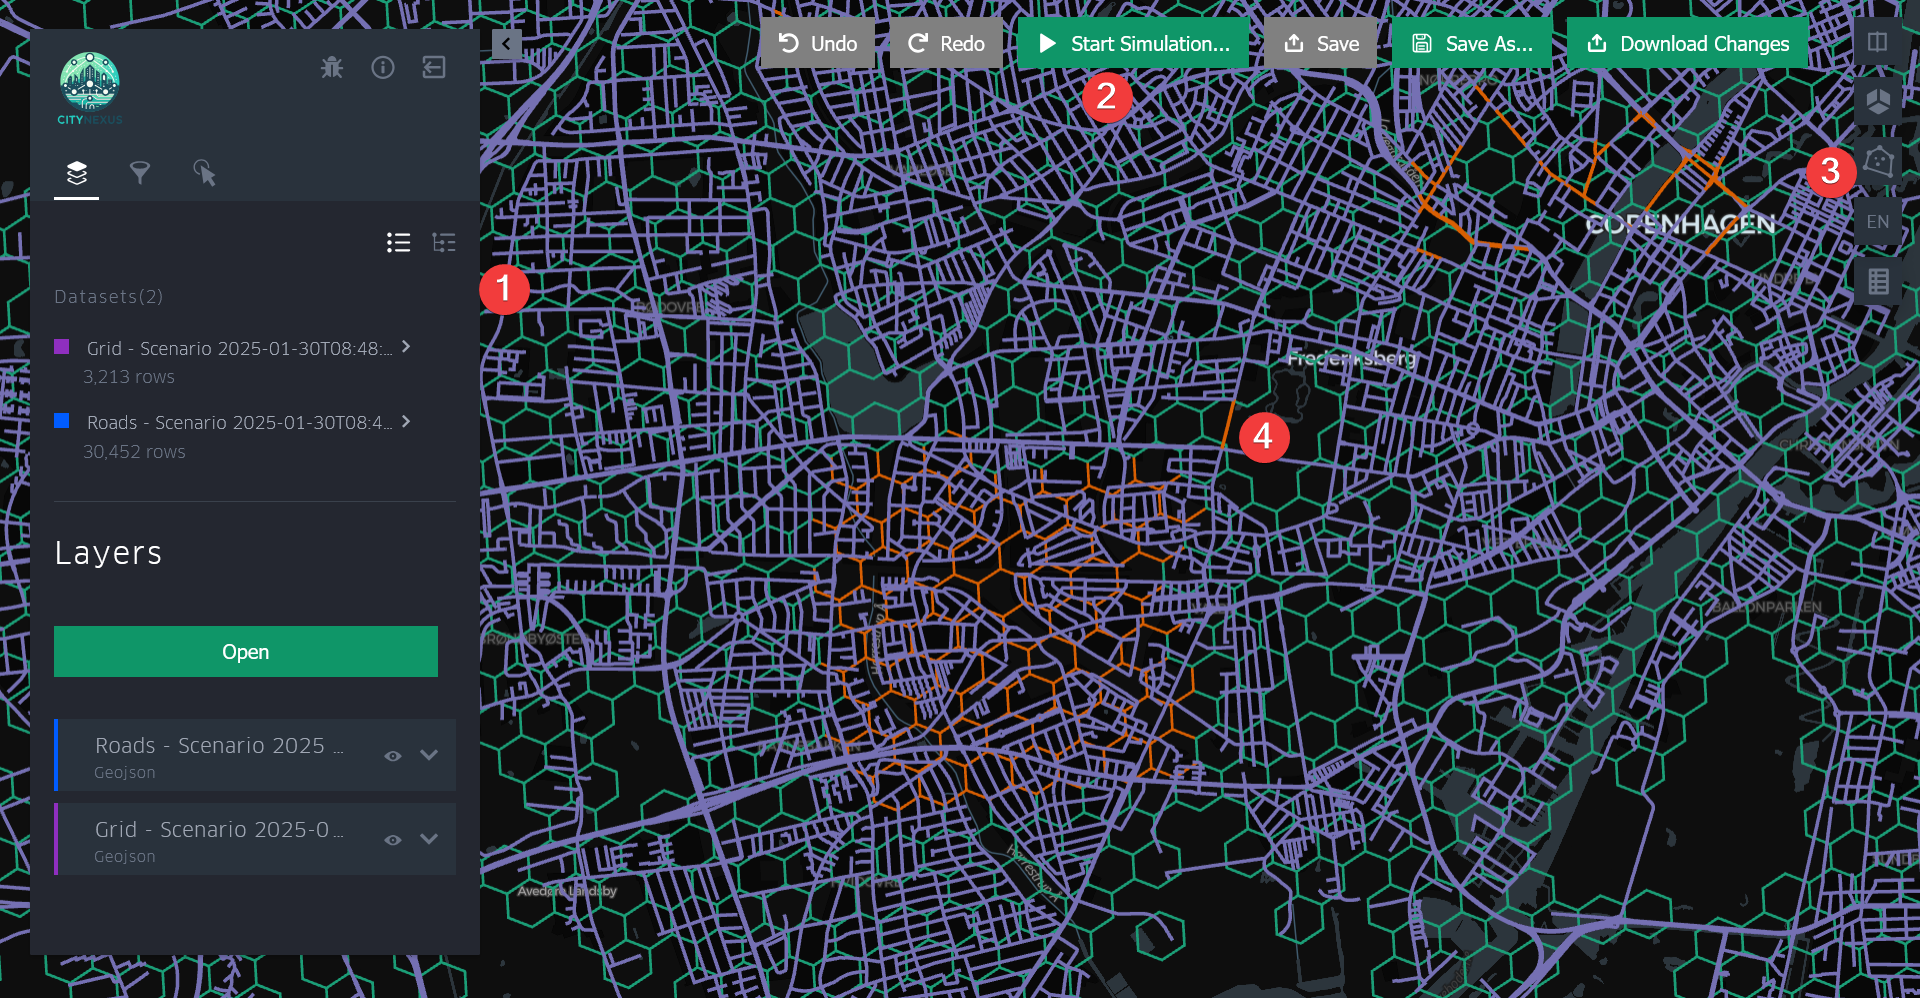 Undo
Redo
Start Simulation...
Save
Save As...
Download Changes
CITYNEXUS
2
3
EN
COPENHAGEN
1
Datasets(2)
Grid - Scenario 2025-01-30T08:48:...
3,213 rows
Roads - Scenario 2025-01-30T08:4...
30,452 rows
Frederiksberg
4
Layers
Open
BALLONPARKEN
Roads - Scenario 2025 ...
Geojson
Grid - Scenario 2025-0...
Geojson
Avedøre Landsby